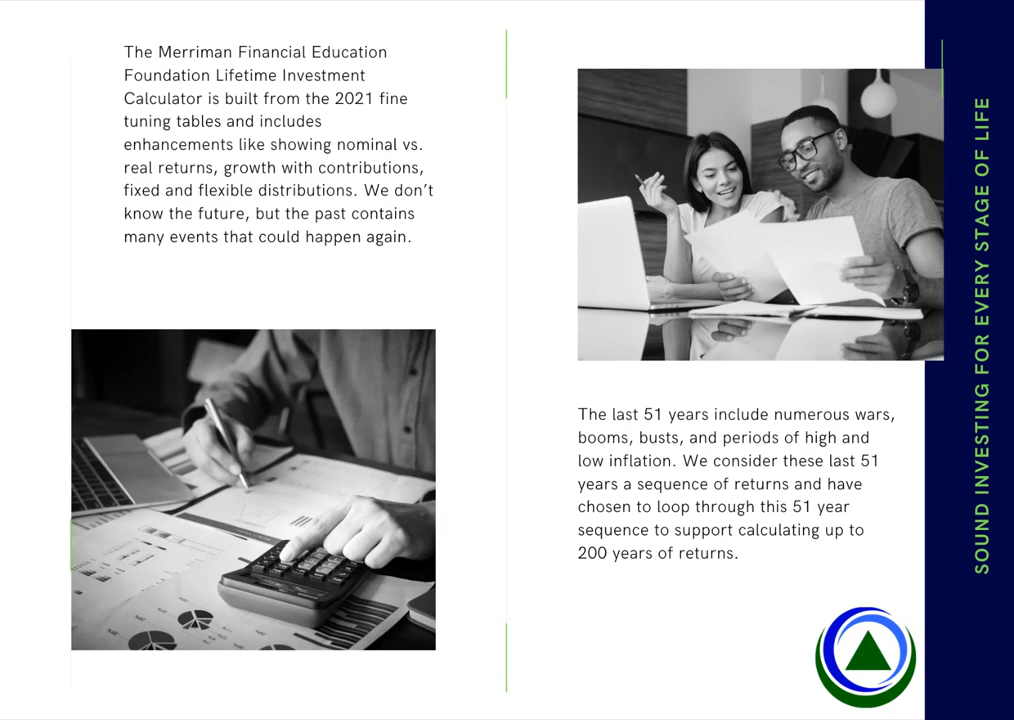 The Merriman Financial Education
Foundation Lifetime Investment
Calculator is built from the 2021 fine
tuning tables and includes
enhancements like showing nominal vs.
real returns, growth with contributions,
fixed and flexible distributions. We don’t
know the future, but the past contains
many events that could happen again.
The last 51 years include numerous wars,
booms, busts, and periods of high and
low inflation. We consider these last 51
years a sequence of returns and have
chosen to loop through this 51 year
sequence to support calculating up to
200 years of returns.
SOUND INVESTING FOR EVERY STAGE OF LIFE